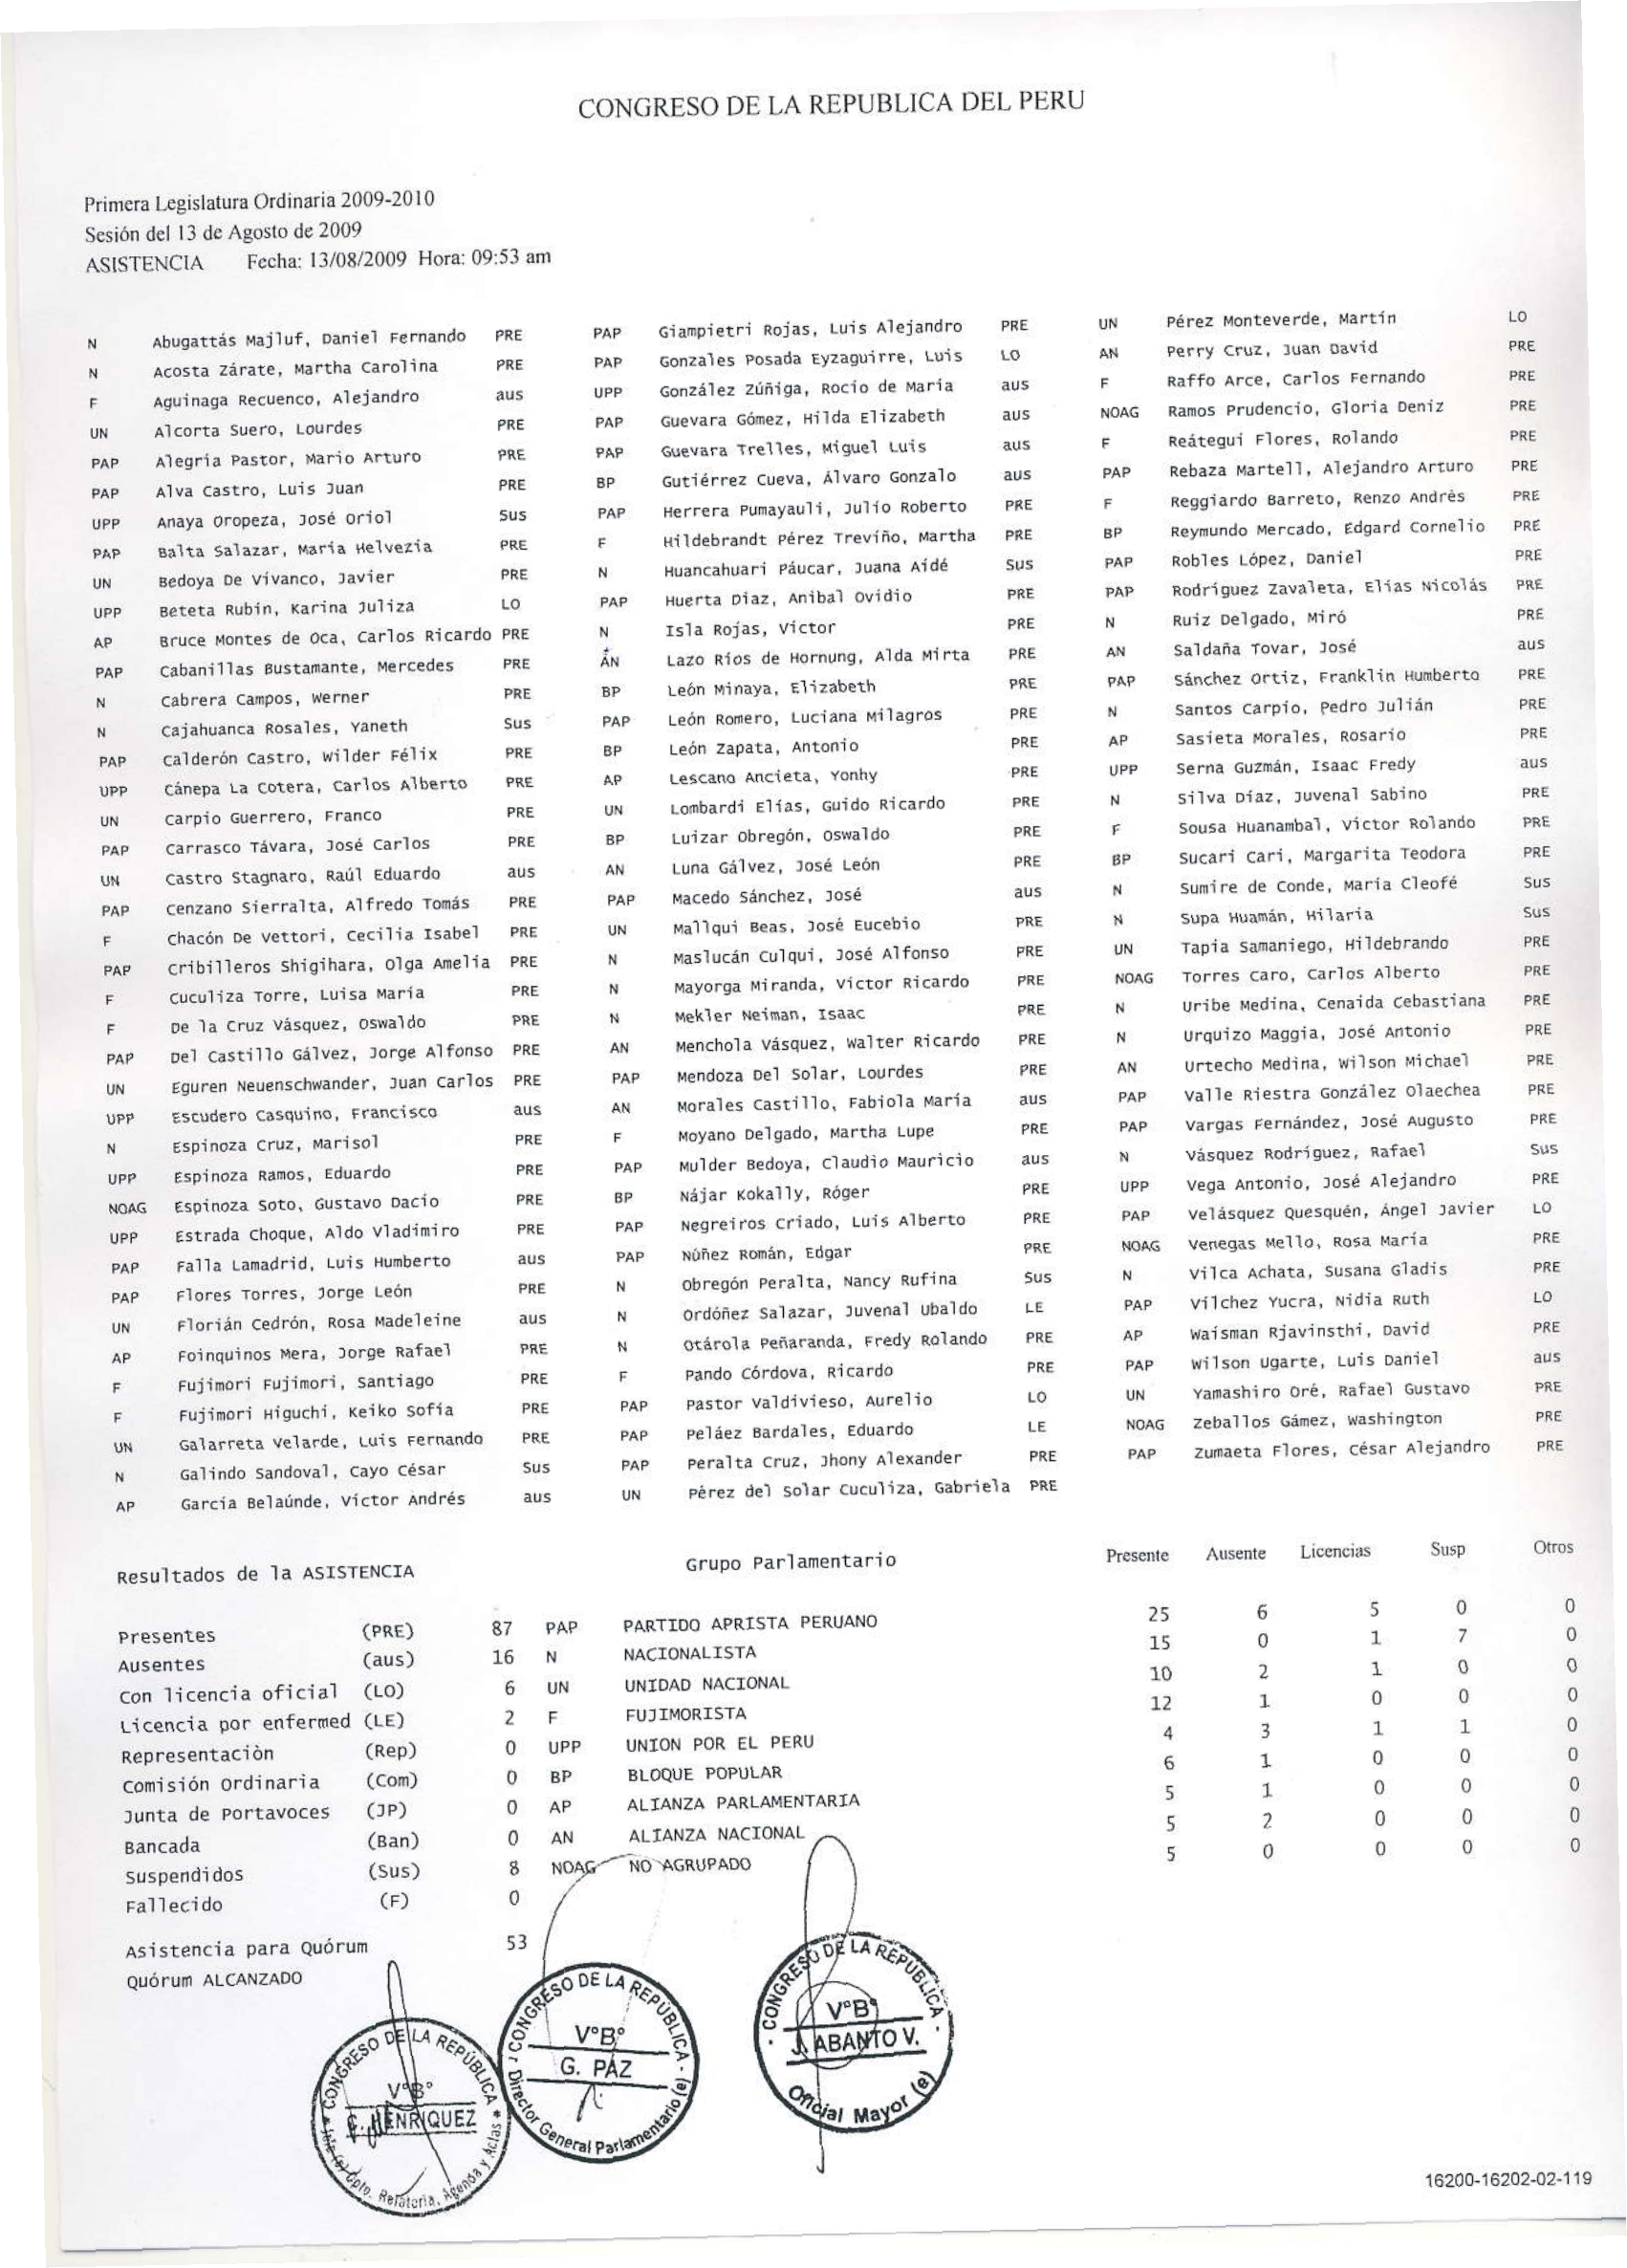 CONGRESO DE LA REPUBLICA DEL PERU
Primera Legislatura Ordinaria 2009-2010
Sesión del 13 de Agosto de 2009
ASISTENCIA Fecha: 13/08/2009 Hora: 09:53 am
N Abugattás Majluf, Daniel Fernando PRE
N Acosta Zárate, Martha Carolina PRE
F Aguinaga Recuenco, Alejandro aus
UN Alcorta Suero, Lourdes PRE
PAP Alegría Pastor, Mario Arturo PRE
PAP Alva Castro, Luis Juan PRE
UPP Anaya Oropeza, José Oriol Sus
PAP Balta Salazar, María Helvezia PRE
UN Bedoya De Vivanco, Javier PRE
UPP Beteta Rubín, Karina Juliza LO
AP Bruce Montes de Oca, Carlos Ricardo PRE
PAP Cabanillas Bustamante, Mercedes PRE
N Cabrera Campos, Werner PRE
N Cajahuanca Rosales, Yaneth Sus
PAP Calderón Castro, Wilder Félix PRE
UPP Cánepa La Cotera, Carlos Alberto PRE
UN Carpio Guerrero, Franco PRE
PAP Carrasco Távara, José Carlos PRE
UN Castro Stagnaro, Raúl Eduardo aus
PAP Cenzano Sierralta, Alfredo Tomás PRE
F Chacón De Vettori, Cecilia Isabel PRE
PAP Cribilleros Shigihara, Olga Amelia PRE
F Cuculiza Torre, Luisa María PRE
F De la Cruz Vásquez, Oswaldo PRE
PAP Del Castillo Gálvez, Jorge Alfonso PRE
UN Eguren Neuenschwander, Juan Carlos PRE
UPP Escudero Casquino, Francisco aus
N Espinoza Cruz, Marisol PRE
UPP Espinoza Ramos, Eduardo PRE
NOAG Espinoza Soto, Gustavo Dacio PRE
UPP Estrada Choque, Aldo Vladimiro PRE
PAP Falla Lamadrid, Luis Humberto aus
PAP Flores Torres, Jorge León PRE
UN Florián Cedrón, Rosa Madeleine aus
AP Foinquinos Mera, Jorge Rafael PRE
F Fujimori Fujimori, Santiago PRE
F Fujimori Higuchi, Keiko Sofía PRE
UN Galarreta Velarde, Luis Fernando PRE
N Galindo Sandoval, Cayo César Sus
AP García Belaúnde, Víctor Andrés aus
PAP Giampietri Rojas, Luis Alejandro PRE
PAP Gonzales Posada Eyzaguirre, Luis LO
UPP González Zúñiga, Rocío de María aus
PAP Guevara Gómez, Hilda Elizabeth aus
PAP Guevara Trelles, Miguel Luis aus
BP Gutiérrez Cueva, Álvaro Gonzalo aus
PAP Herrera Pumayauli, Julio Roberto PRE
F Hildebrandt Pérez Treviño, Martha PRE
N Huancahuari Páucar, Juana Aidé Sus
PAP Huerta Díaz, Anibal Ovidio PRE
N Isla Rojas, Víctor PRE
AN Lazo Ríos de Hornung, Alda Mirta PRE
BP León Minaya, Elizabeth PRE
PAP León Romero, Luciana Milagros PRE
BP León Zapata, Antonio PRE
AP Lescano Ancieta, Yonhy PRE
UN Lombardi Elías, Guido Ricardo PRE
BP Luizar Obregón, Oswaldo PRE
AN Luna Gálvez, José León PRE
PAP Macedo Sánchez, José aus
UN Mallqui Beas, José Eucebio PRE
N Maslucán Culqui, José Alfonso PRE
N Mayorga Miranda, Víctor Ricardo PRE
N Mekler Neiman, Isaac PRE
AN Menchola Vásquez, Walter Ricardo PRE
PAP Mendoza Del Solar, Lourdes PRE
AN Morales Castillo, Fabiola María aus
F Moyano Delgado, Martha Lupe PRE
PAP Mulder Bedoya, Claudio Mauricio aus
BP Nájar Kokally, Róger PRE
PAP Negreiros Criado, Luis Alberto PRE
PAP Núñez Román, Edgar PRE
N Obregón Peralta, Nancy Rufina Sus
N Ordóñez Salazar, Juvenal Ubaldo LE
N Otárola Peñaranda, Fredy Rolando PRE
F Pando Córdova, Ricardo PRE
PAP Pastor Valdivieso, Aurelio LO
PAP Peláez Bardales, Eduardo LE
PAP Peralta Cruz, Jhony Alexander PRE
UN Pérez del Solar Cuculiza, Gabriela PRE
UN Pérez Monteverde, Martín LO
AN Perry Cruz, Juan David PRE
F Raffo Arce, Carlos Fernando PRE
NOAG Ramos Prudencio, Gloria Deniz PRE
F Reátegui Flores, Rolando PRE
PAP Rebaza Martell, Alejandro Arturo PRE
F Reggiardo Barreto, Renzo Andrès PRE
BP Reymundo Mercado, Edgard Cornelio PRE
PAP Robles López, Daniel PRE
PAP Rodríguez Zavaleta, Elías Nicolás PRE
N Ruiz Delgado, Miró PRE
AN Saldaña Tovar, José aus
PAP Sánchez Ortiz, Franklin Humberto PRE
N Santos Carpio, Pedro Julián PRE
AP Sasieta Morales, Rosario PRE
UPP Serna Guzmán, Isaac Fredy aus
N Silva Díaz, Juvenal Sabino PRE
F Sousa Huanambal, Victor Rolando PRE
BP Sucari Cari, Margarita Teodora PRE
N Sumire de Conde, María Cleofé Sus
N Supa Huamán, Hilaria Sus
UN Tapia Samaniego, Hildebrando PRE
NOAG Torres Caro, Carlos Alberto PRE
N Uribe Medina, Cenaida Cebastiana PRE
N Urquizo Maggia, José Antonio PRE
AN Urtecho Medina, Wilson Michael PRE
PAP Valle Riestra González Olaechea PRE
PAP Vargas Fernández, José Augusto PRE
N Vásquez Rodríguez, Rafael Sus
UPP Vega Antonio, José Alejandro PRE
PAP Velásquez Quesquén, Ángel Javier LO
NOAG Venegas Mello, Rosa María PRE
N Vilca Achata, Susana Gladis PRE
PAP Vílchez Yucra, Nidia Ruth LO
AP Waisman Rjavinsthi, David PRE
PAP Wilson Ugarte, Luis Daniel aus
UN Yamashiro Oré, Rafael Gustavo PRE
NOAG Zeballos Gámez, Washington PRE
PAP Zumaeta Flores, César Alejandro PRE
Resultados de la ASISTENCIA
Presentes (PRE) 87
Ausentes (aus) 16
Con licencia oficial (LO) 6
Licencia por enfermed (LE) 2
Representaciòn (Rep) 0
Comisión Ordinaria (Com) 0
Junta de Portavoces (JP) 0
Bancada (Ban) 0
Suspendidos (Sus) 8
Fallecido (F) 0
Asistencia para Quórum 53
Quórum ALCANZADO
Grupo Parlamentario Presente Ausente Licencias Susp Otros
PAP PARTIDO APRISTA PERUANO 25 6 5 0 0
N NACIONALISTA 15 0 1 7 0
UN UNIDAD NACIONAL 10 2 1 0 0
F FUJIMORISTA 12 1 0 0 0
UPP UNION POR EL PERU 4 3 1 1 0
BP BLOQUE POPULAR 6 1 0 0 0
AP ALIANZA PARLAMENTARIA 5 1 0 0 0
AN ALIANZA NACIONAL 5 2 0 0 0
NOAG NO AGRUPADO 5 0 0 0 0
CONGRESO DE LA REPÚBLICA
V°B°
HENRIQUEZ
Dpto. Relatoria, Agenda y Actas
CONGRESO DE LA REPÚBLICA
V°B°
G. PAZ
Director General Parlamentario (e)
CONGRESO DE LA REPÚBLICA
V°B°
J. ABANTO V.
Oficial Mayor (e)
16200-16202-02-119